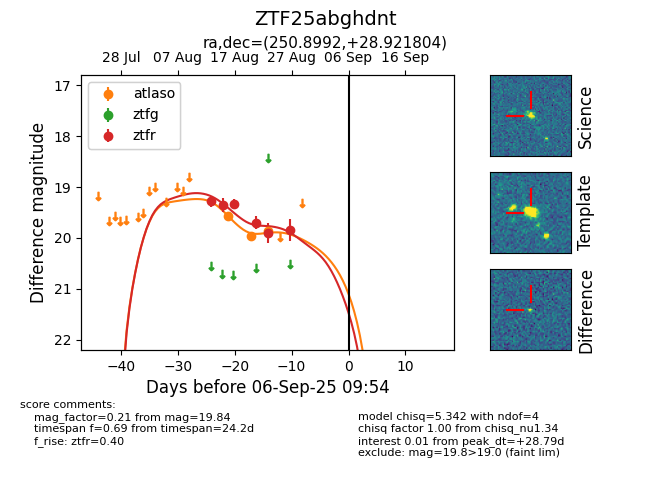 ZTF25abghdnt
ra,dec=(250.8992,+28.921804)
28 Jul 07 Aug 17 Aug 27 Aug 06 Sep 16 Sep
atlaso
ztfg
ztfr
17
18
19
20
21
22
Difference magnitude
−40 −30 −20 −10 0 10
Days before 06-Sep-25 09:54
Science
Template
Difference
score comments:
mag_factor=0.21 from mag=19.84
timespan f=0.69 from timespan=24.2d
f_rise: ztfr=0.40
model chisq=5.342 with ndof=4
chisq factor 1.00 from chisq_nu1.34
interest 0.01 from peak_dt=+28.79d
exclude: mag=19.8>19.0 (faint lim)